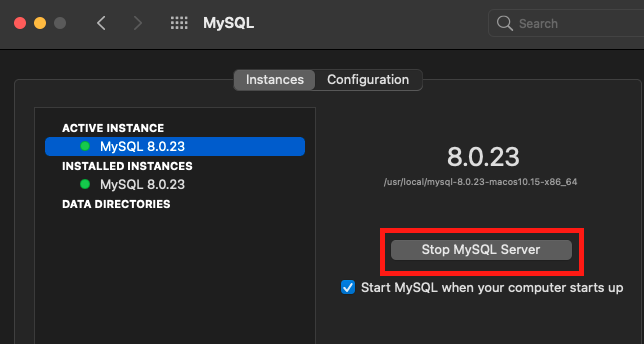 MySQL
Search
Instances
Configuration
ACTIVE INSTANCE
MySQL 8.0.23
INSTALLED INSTANCES
MySQL 8.0.23
DATA DIRECTORIES
8.0.23
/usr/local/mysql-8.0.23-macos10.15-x86_64
Stop MySQL Server
Start MySQL when your computer starts up